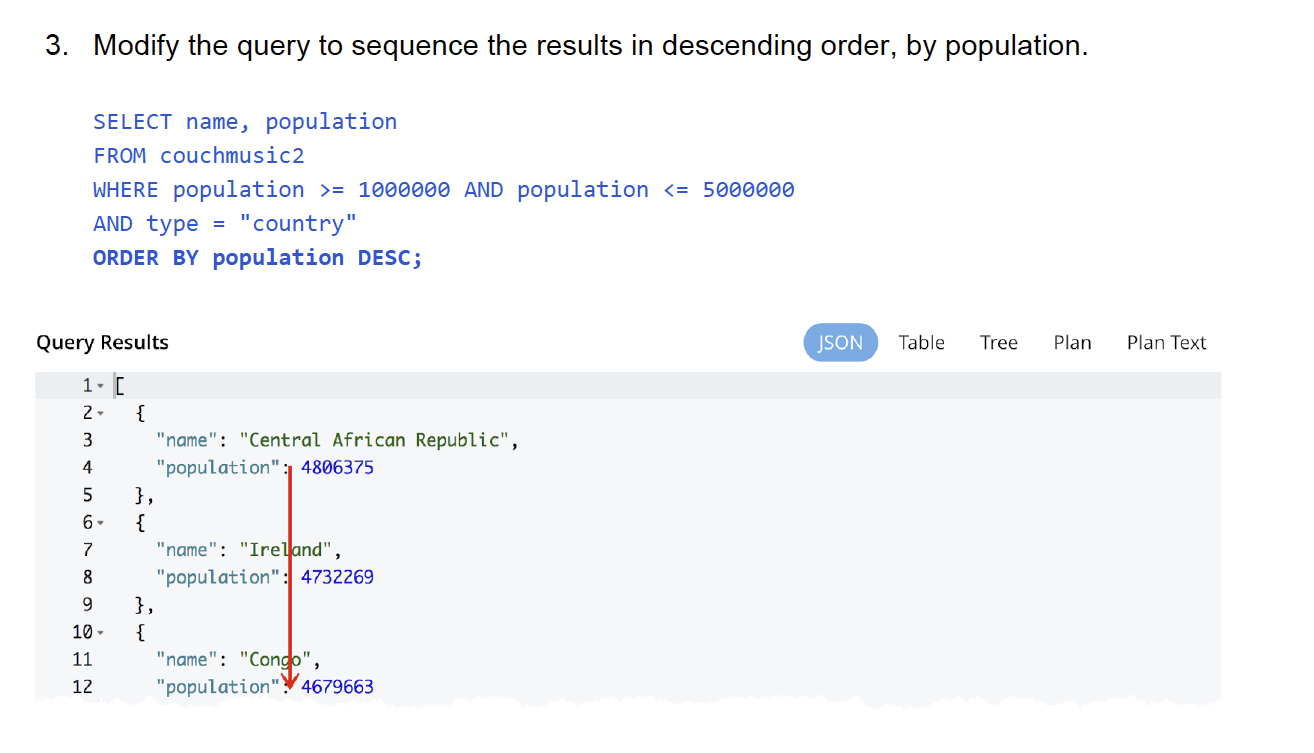 3. Modify the query to sequence the results in descending order, by population.
SELECT name, population
FROM couchmusic2
WHERE population >= 1000000 AND population <= 5000000
AND type = "country"
ORDER BY population DESC;
Query Results JSON Table Tree Plan Plan Text
1 [
2 {
3 "name": "Central African Republic",
4 "population": 4806375
5 },
6 {
7 "name": "Ireland",
8 "population": 4732269
9 },
10 {
11 "name": "Congo",
12 "population": 4679663